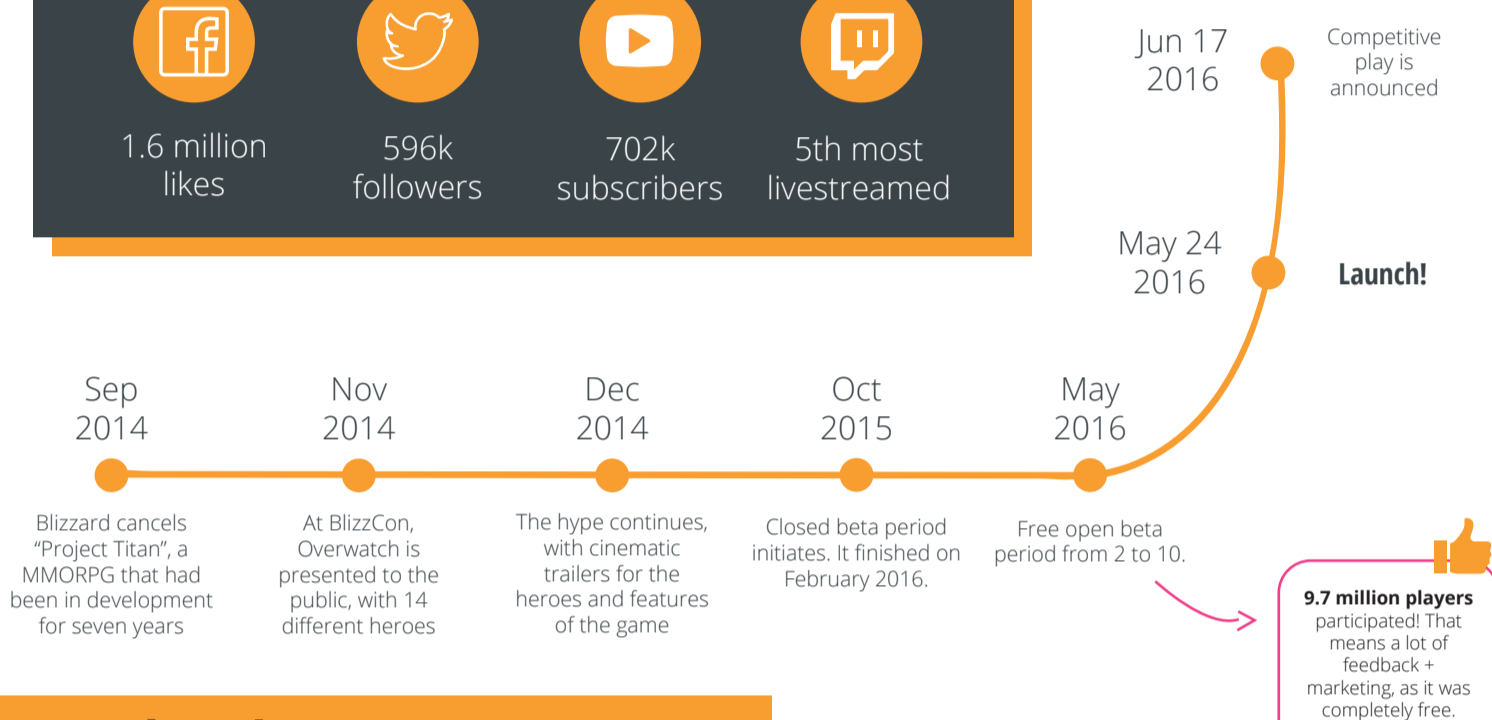 1.6 million
likes
596k
followers
702k
subscribers
5th most
livestreamed
Jun 17
2016
Competitive
play is
announced
May 24
2016
Launch!
Sep
2014
Blizzard cancels
“Project Titan”, a
MMORPG that had
been in development
for seven years
Nov
2014
At BlizzCon,
Overwatch is
presented to the
public, with 14
different heroes
Dec
2014
The hype continues,
with cinematic
trailers for the
heroes and features
of the game
Oct
2015
Closed beta period
initiates. It finished on
February 2016.
May
2016
Free open beta
period from 2 to 10.
9.7 million players
participated! That
means a lot of
feedback +
marketing, as it was
completely free.